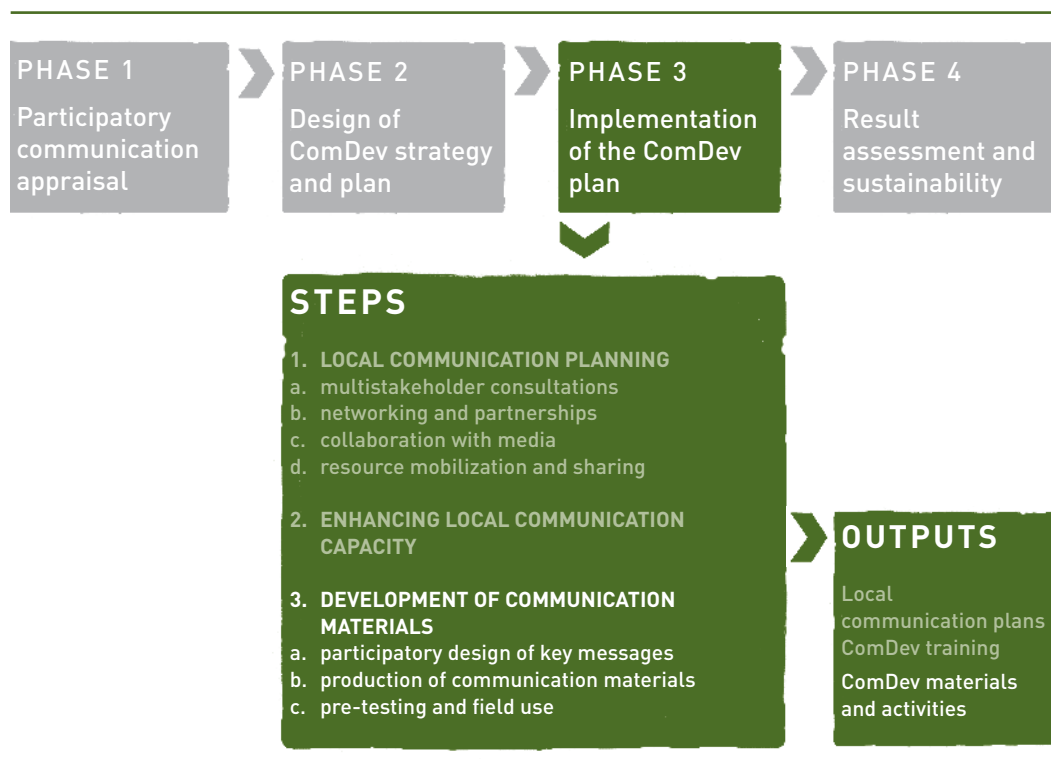 PHASE 1
Participatory
communication
appraisal
PHASE 2
Design of
ComDev strategy
and plan
PHASE 3
Implementation
of the ComDev
plan
PHASE 4
Result
assessment and
sustainability
STEPS
1. LOCAL COMMUNICATION PLANNING
a. multistakeholder consultations
b. networking and partnerships
c. collaboration with media
d. resource mobilization and sharing
2. ENHANCING LOCAL COMMUNICATION
CAPACITY
3. DEVELOPMENT OF COMMUNICATION
MATERIALS
a. participatory design of key messages
b. production of communication materials
c. pre-testing and field use
OUTPUTS
Local
communication plans
ComDev training
ComDev materials
and activities